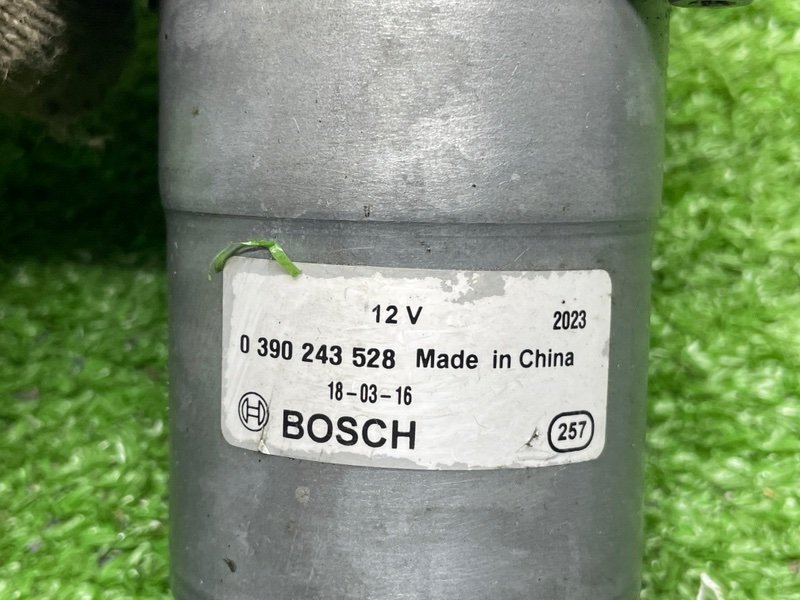 12 V 2023
0 390 243 528 Made in China
18-03-16
BOSCH 257